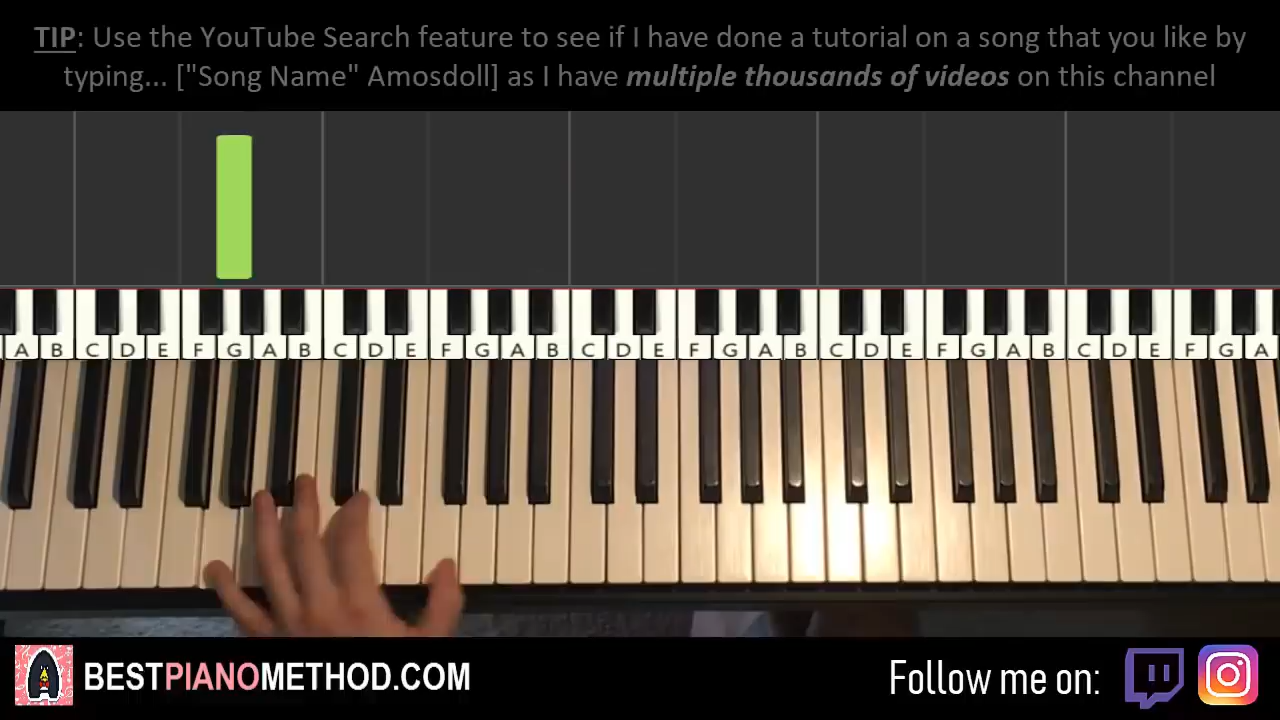 TIP: Use the YouTube Search feature to see if I have done a tutorial on a song that you like by
typing... ["Song Name" Amosdoll] as I have multiple thousands of videos on this channel
A B C D E F G A B C D E F G A B C D E F G A B C D E F G A B C D E F G A
BESTPIANOMETHOD.COM
Follow me on: